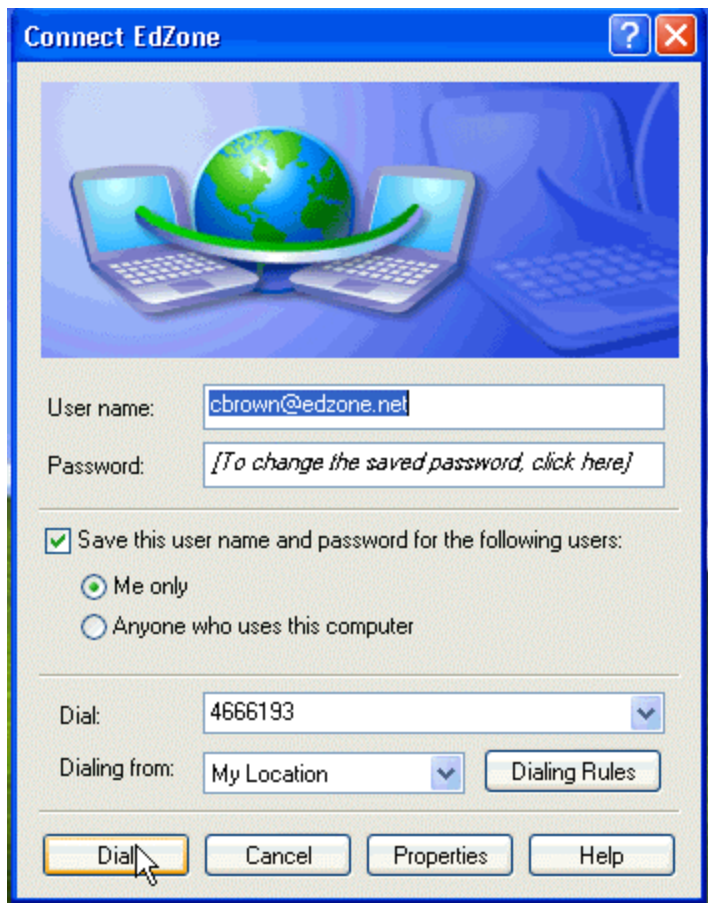 Connect EdZone
User name: cbrown@edzone.net
Password: [To change the saved password, click here]
Save this user name and password for the following users:
Me only
Anyone who uses this computer
Dial: 4666193
Dialing from: My Location Dialing Rules
Dial Cancel Properties Help